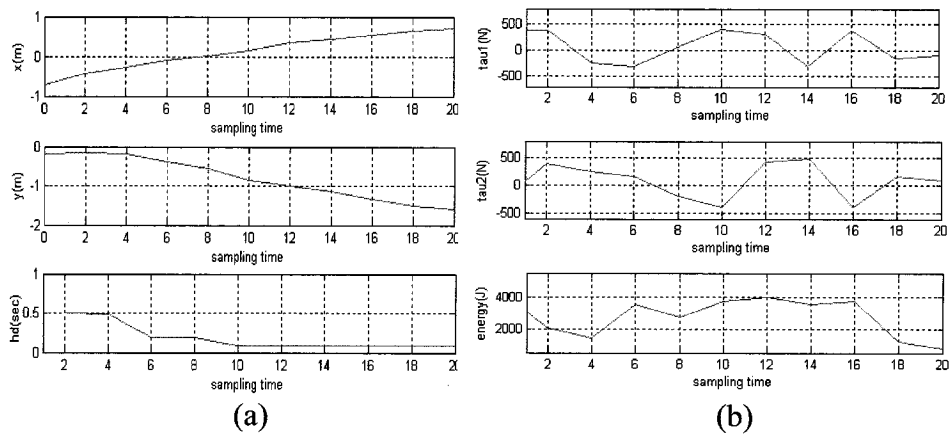 1
0
-1
x(m)
0 2 4 6 8 10 12 14 16 18 20
sampling time
0
-1
-2
y(m)
0 2 4 6 8 10 12 14 16 18 20
sampling time
1
0.5
0
hd(sec)
2 4 6 8 10 12 14 16 18 20
sampling time
(a)
500
0
-500
tau1(N)
2 4 6 8 10 12 14 16 18 20
sampling time
500
0
-500
tau2(N)
2 4 6 8 10 12 14 16 18 20
sampling time
4000
2000
energy(J)
2 4 6 8 10 12 14 16 18 20
sampling time
(b)